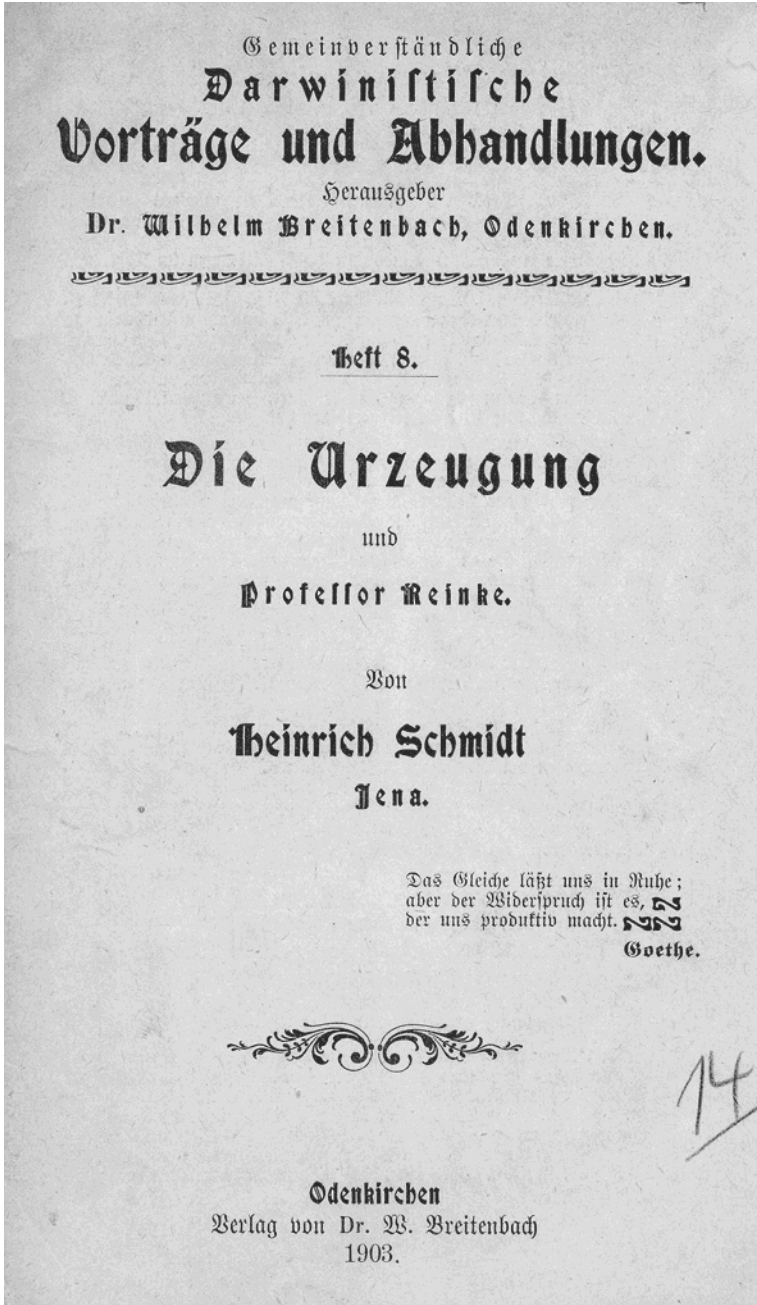 Gemeinverſtändliche
Darwiniſtiſche
Vorträge und Abhandlungen.
Herausgeber
Dr. Wilhelm Breitenbach, Odenkirchen.
Heft 8.
Die Urzeugung
und
Profeſſor Reinke.
Von
Heinrich Schmidt
Jena.
Das Gleiche läßt uns in Ruhe;
aber der Widerſpruch iſt es,
der uns produktiv macht.
Goethe.
14
Odenkirchen
Verlag von Dr. W. Breitenbach
1903.